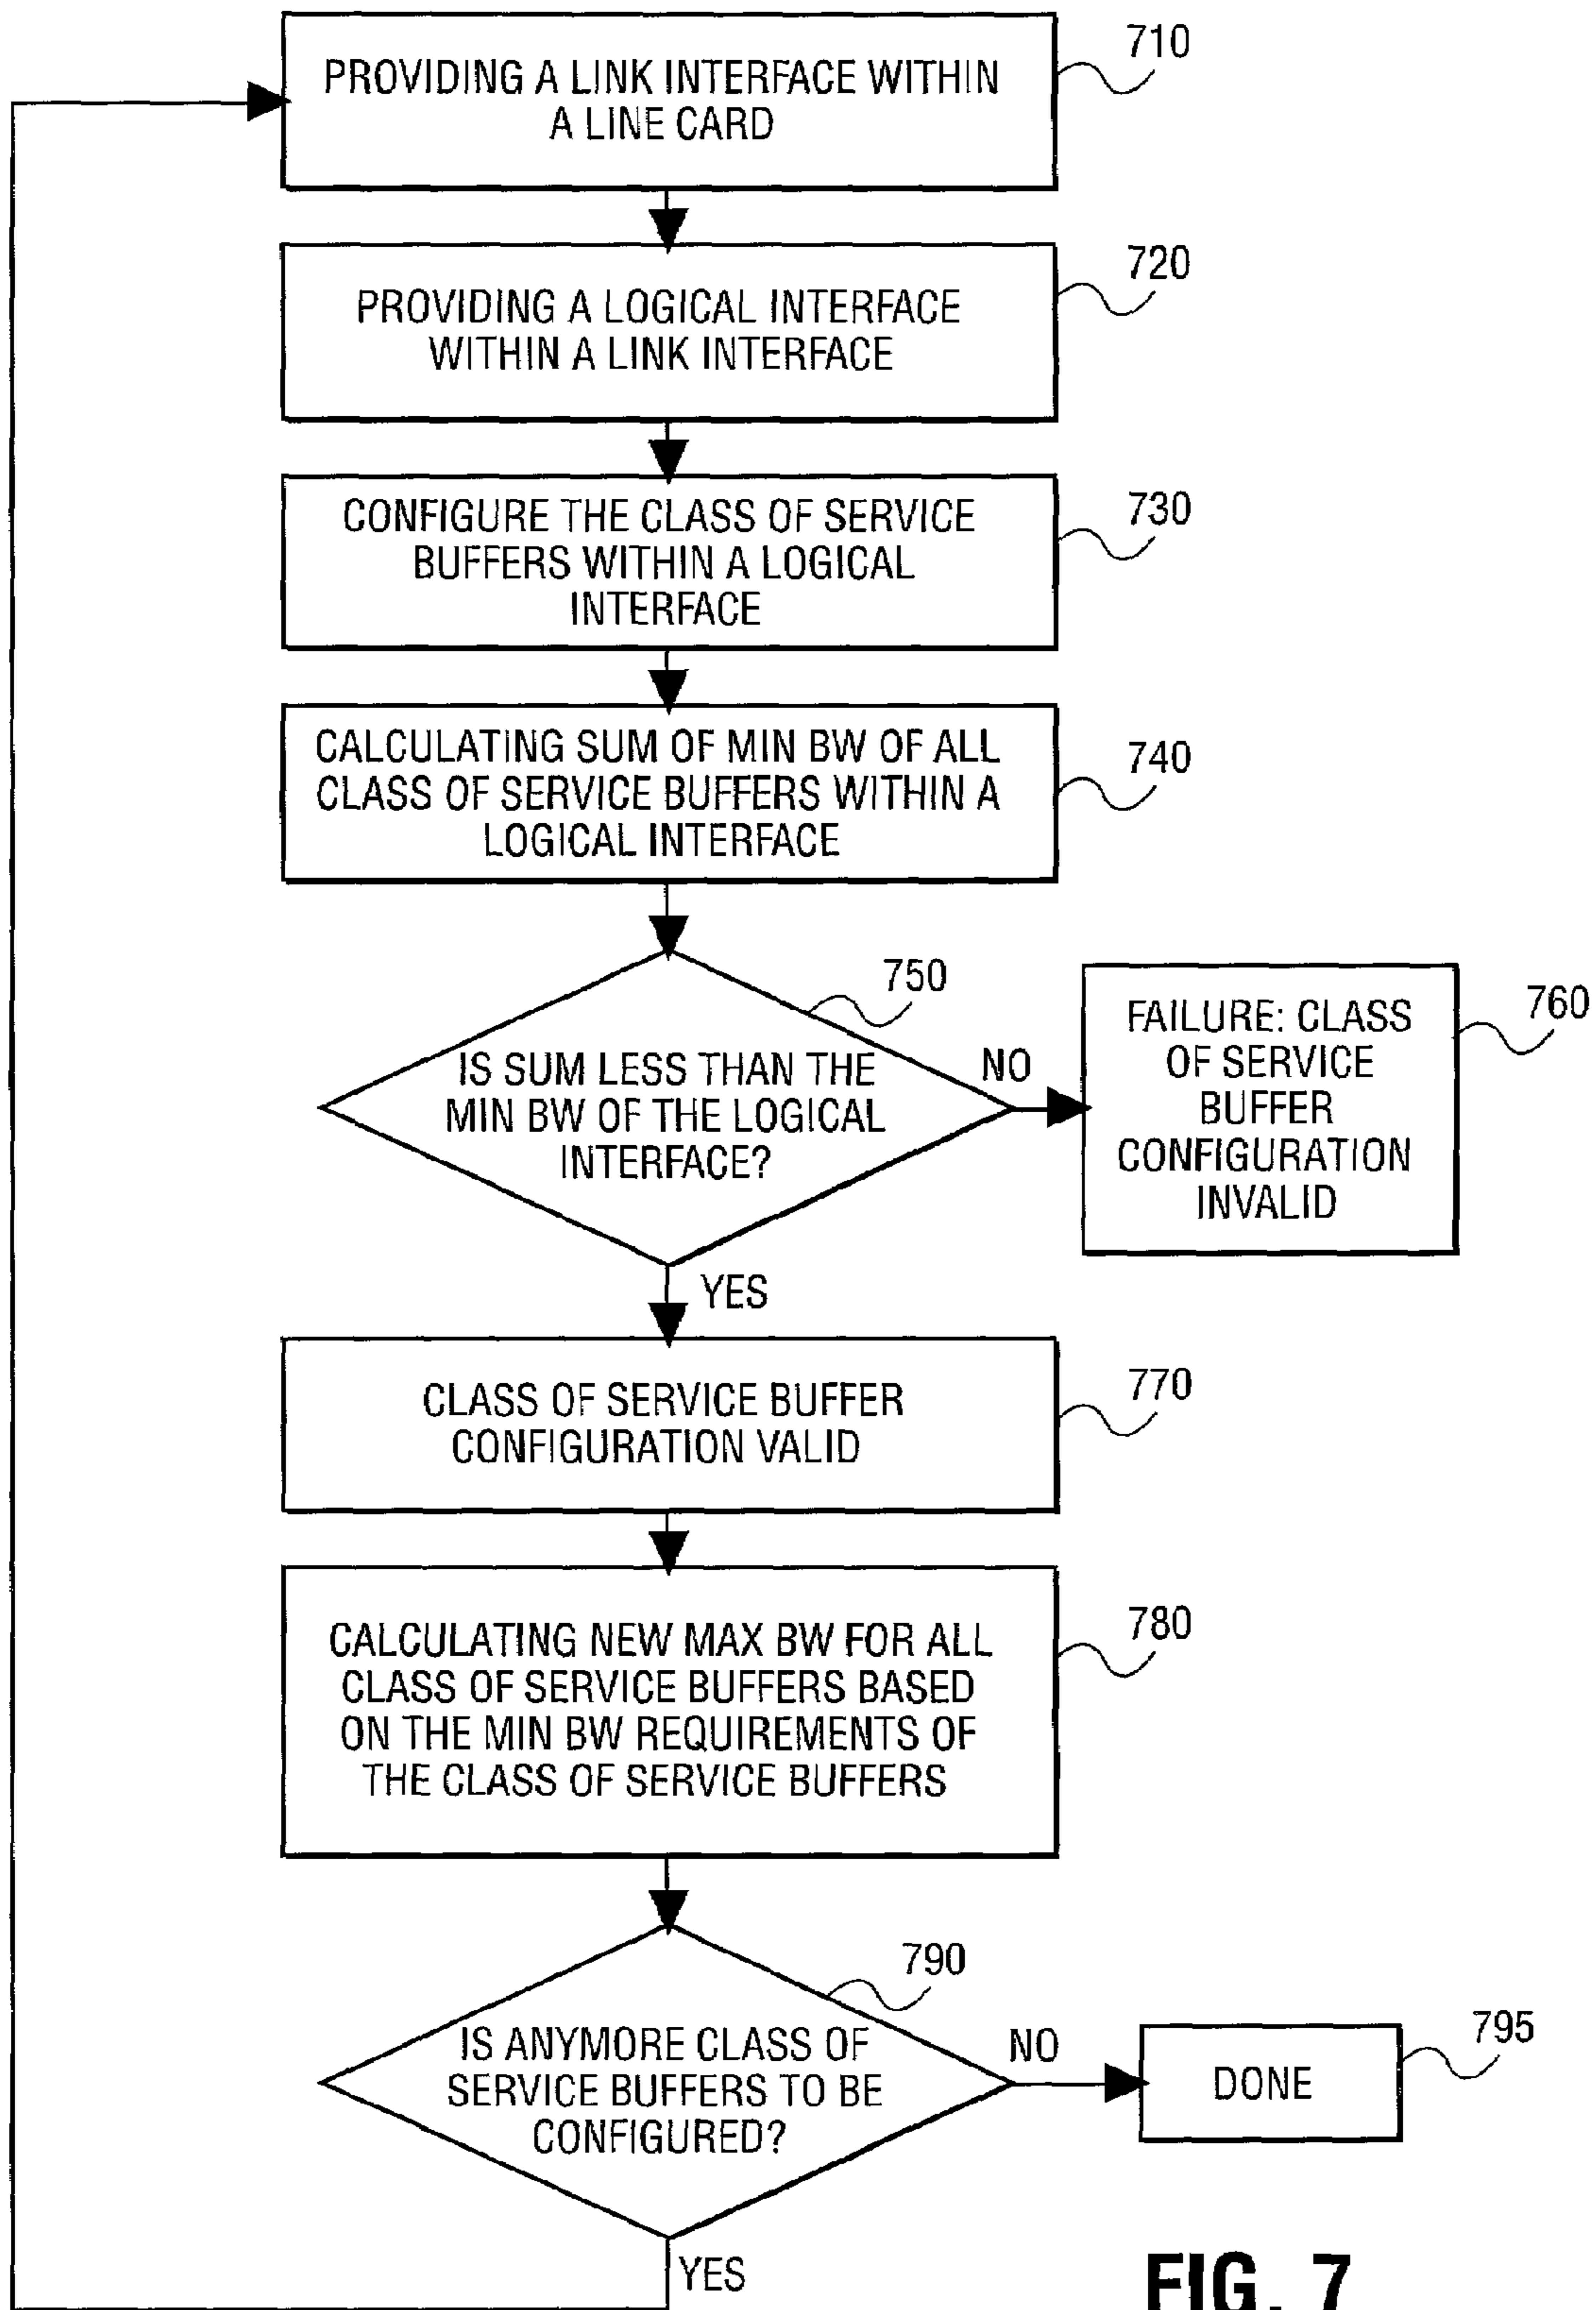 710
PROVIDING A LINK INTERFACE WITHIN
A LINE CARD
720
PROVIDING A LOGICAL INTERFACE
WITHIN A LINK INTERFACE
730
CONFIGURE THE CLASS OF SERVICE
BUFFERS WITHIN A LOGICAL
INTERFACE
740
CALCULATING SUM OF MIN BW OF ALL
CLASS OF SERVICE BUFFERS WITHIN A
LOGICAL INTERFACE
750
IS SUM LESS THAN THE
MIN BW OF THE LOGICAL
INTERFACE?
NO
760
FAILURE: CLASS
OF SERVICE
BUFFER
CONFIGURATION
INVALID
YES
770
CLASS OF SERVICE BUFFER
CONFIGURATION VALID
780
CALCULATING NEW MAX BW FOR ALL
CLASS OF SERVICE BUFFERS BASED
ON THE MIN BW REQUIREMENTS OF
THE CLASS OF SERVICE BUFFERS
790
IS ANYMORE CLASS OF
SERVICE BUFFERS TO BE
CONFIGURED?
NO
795
DONE
YES
FIG. 7